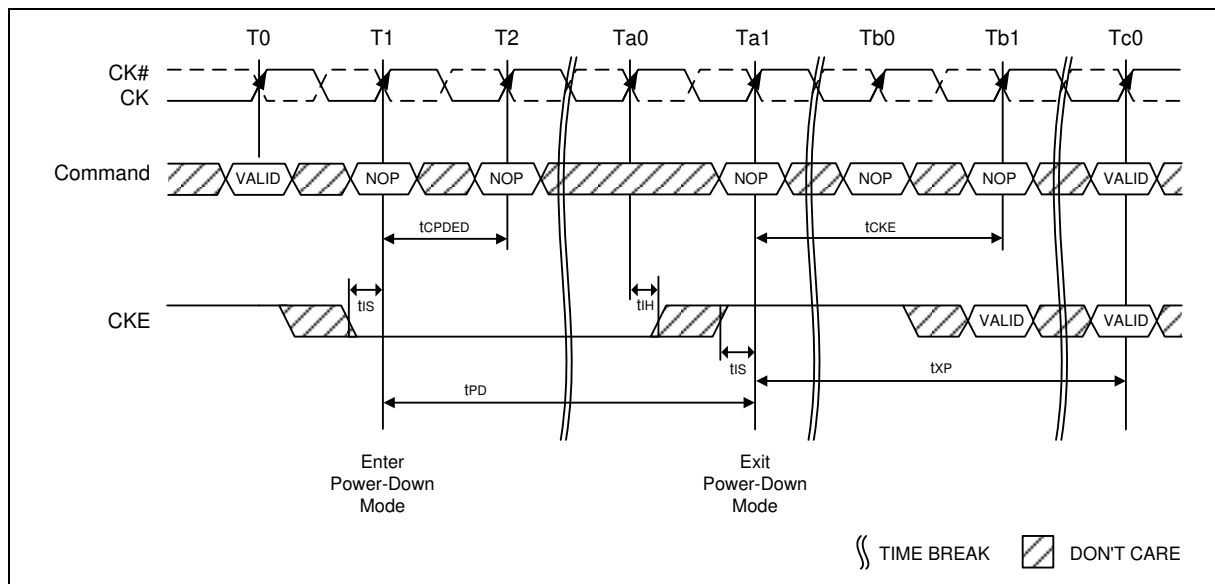 T0 T1 T2 Ta0 Ta1 Tb0 Tb1 Tc0
CK#
CK
Command VALID NOP NOP NOP NOP NOP VALID
tCPDED tCKE
tIS tIH
CKE VALID VALID
tIS
tPD tXP
Enter
Power-Down
Mode
Exit
Power-Down
Mode
TIME BREAK DON'T CARE